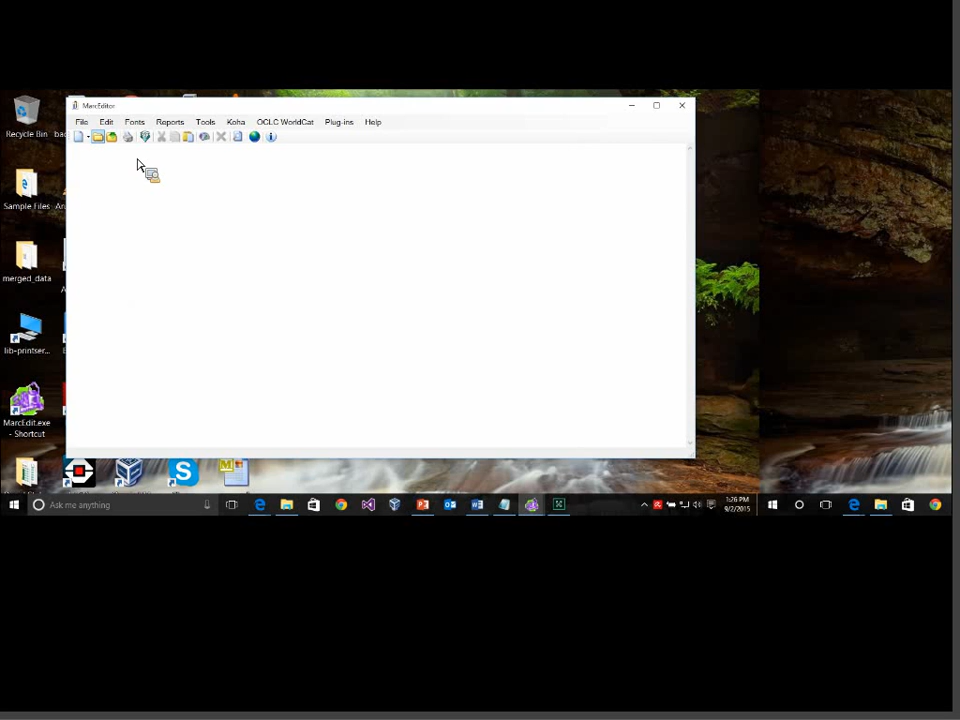 MarcEditor
File Edit Fonts Reports Tools Koha OCLC WorldCat Plug-ins Help
Recycle Bin
Sample Files
merged_data
lib-printser...
MarcEdit.exe
- Shortcut
Ask me anything
1:26 PM
9/2/2015